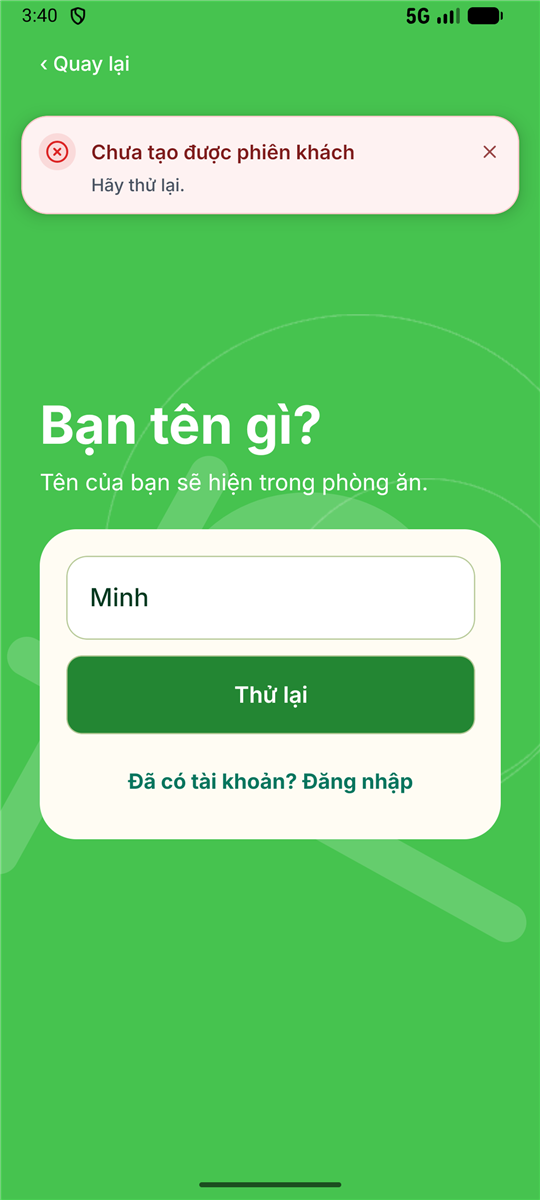 3:40 5G
‹ Quay lại
Chưa tạo được phiên khách
Hãy thử lại.
Bạn tên gì?
Tên của bạn sẽ hiện trong phòng ăn.
Minh
Thử lại
Đã có tài khoản? Đăng nhập